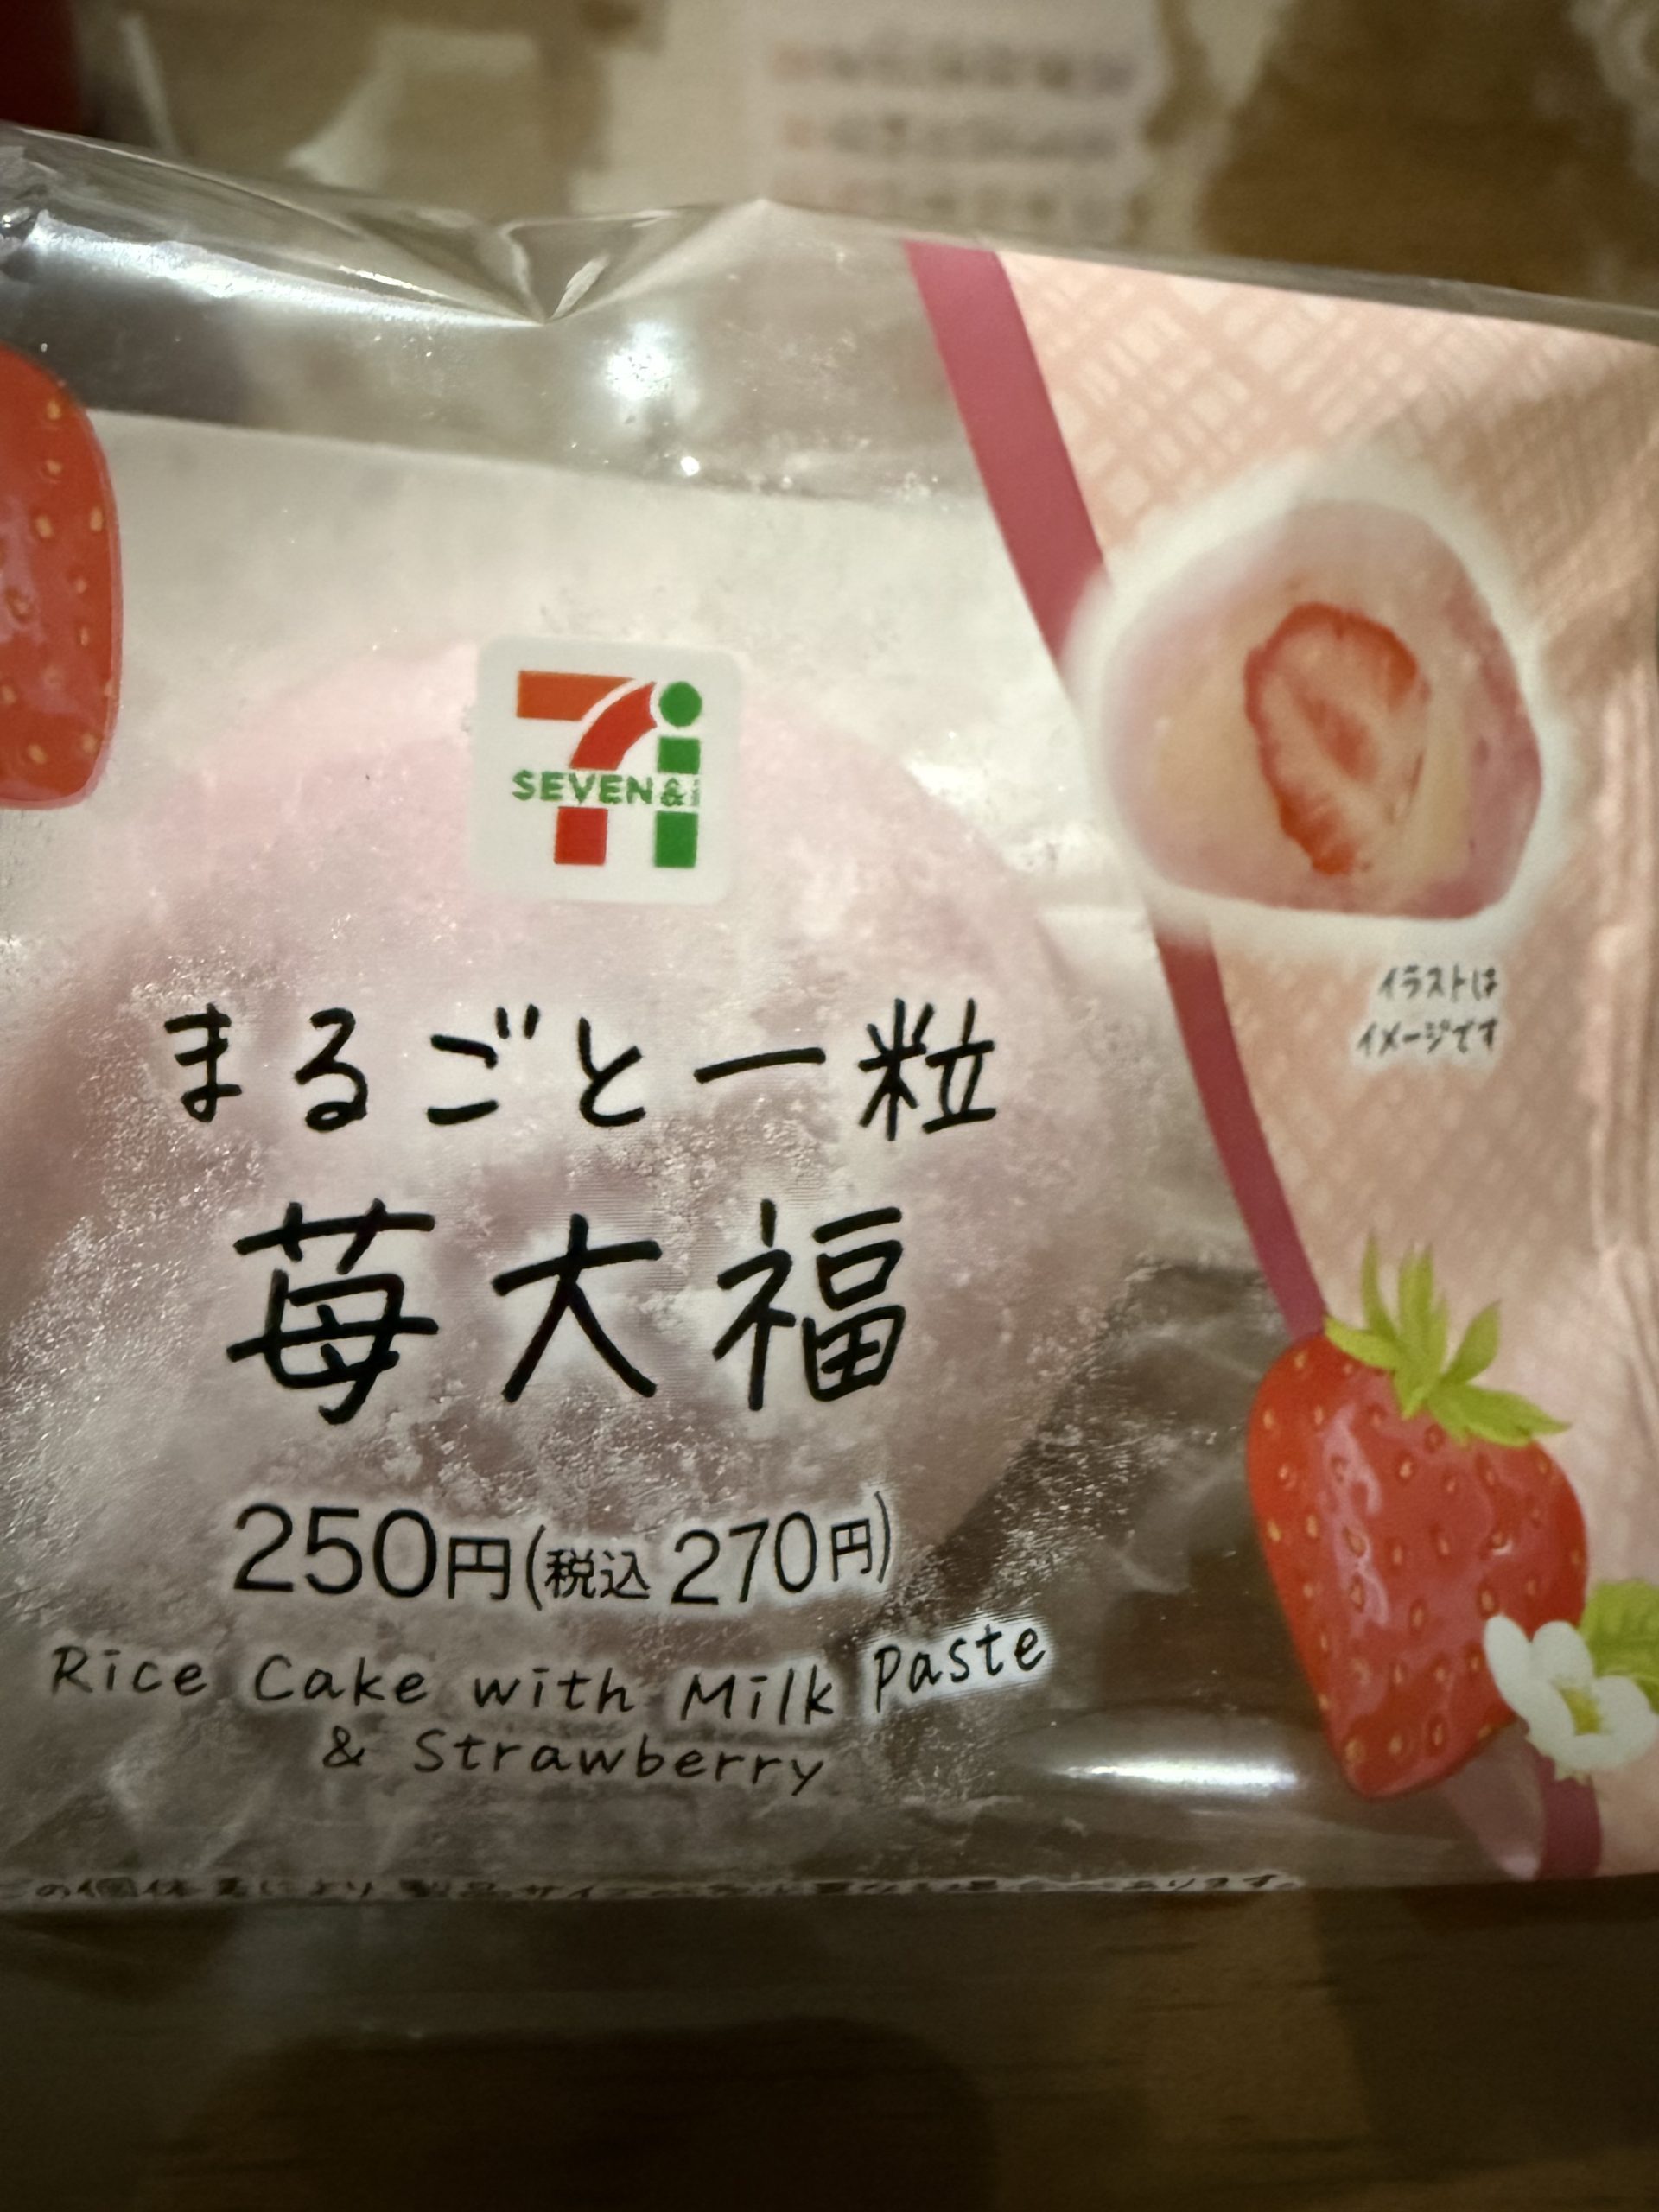 SEVEN&i
まるごと一粒
苺大福
250円(税込 270円)
Rice Cake with Milk Paste
& Strawberry
イラストは
イメージです